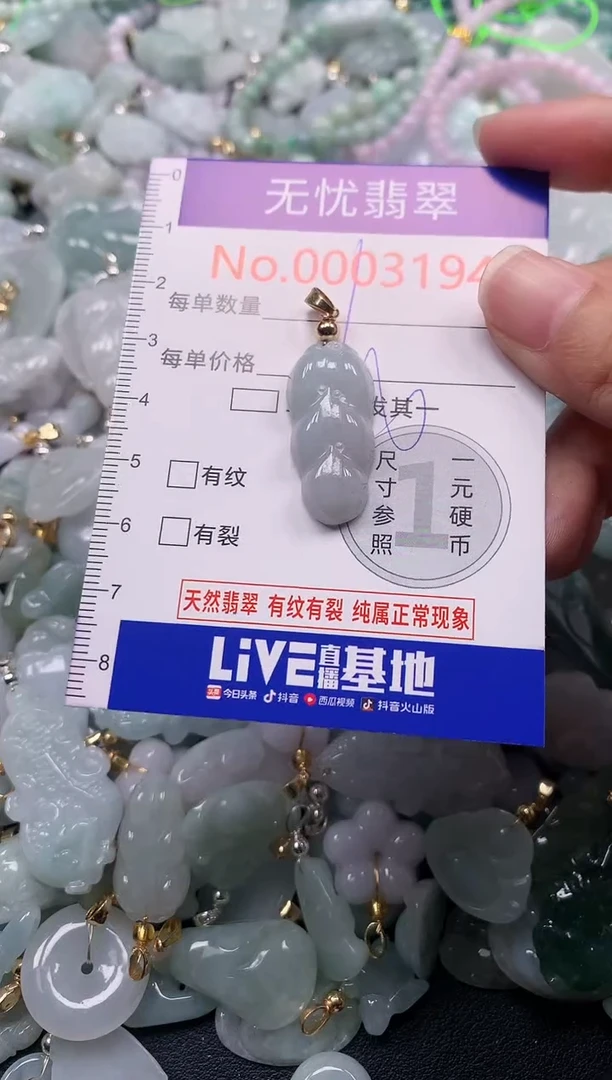 0
无忧翡翠
1
No.0003194
2
每单数量
3
每单价格
4
发其一
5
尺寸参照
1
一元硬币
有纹
6
有裂
7
天然翡翠 有纹有裂 纯属正常现象
8
LiVE直播基地
头条 今日头条 抖音 西瓜视频 抖音火山版